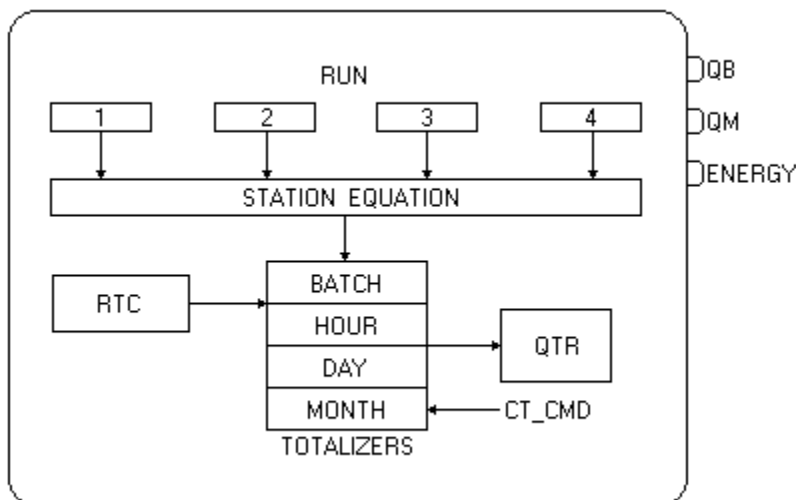 QB
RUN
1 2 3 4
QM
ENERGY
STATION EQUATION
BATCH
RTC
HOUR
QTR
DAY
MONTH
CT_CMD
TOTALIZERS